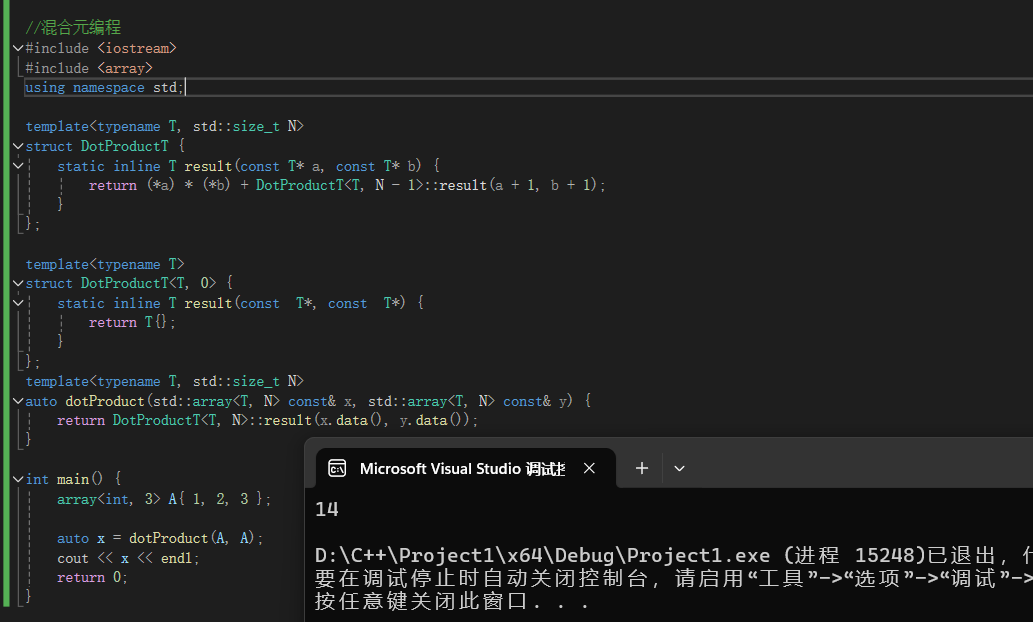 //混合元编程
#include <iostream>
#include <array>
using namespace std;
template<typename T, std::size_t N>
struct DotProductT {
static inline T result(const T* a, const T* b) {
return (*a) * (*b) + DotProductT<T, N - 1>::result(a + 1, b + 1);
}
};
template<typename T>
struct DotProductT<T, 0> {
static inline T result(const  T*, const  T*) {
return T{};
}
};
template<typename T, std::size_t N>
auto dotProduct(std::array<T, N> const& x, std::array<T, N> const& y) {
return DotProductT<T, N>::result(x.data(), y.data());
}
int main() {
array<int, 3> A{ 1, 2, 3 };
auto x = dotProduct(A, A);
cout << x << endl;
return 0;
}
Microsoft Visual Studio 调试
14
D:\C++\Project1\x64\Debug\Project1.exe (进程 15248)已退出，
要在调试停止时自动关闭控制台，请启用“工具”->“选项”->“调试”->
按任意键关闭此窗口. . .